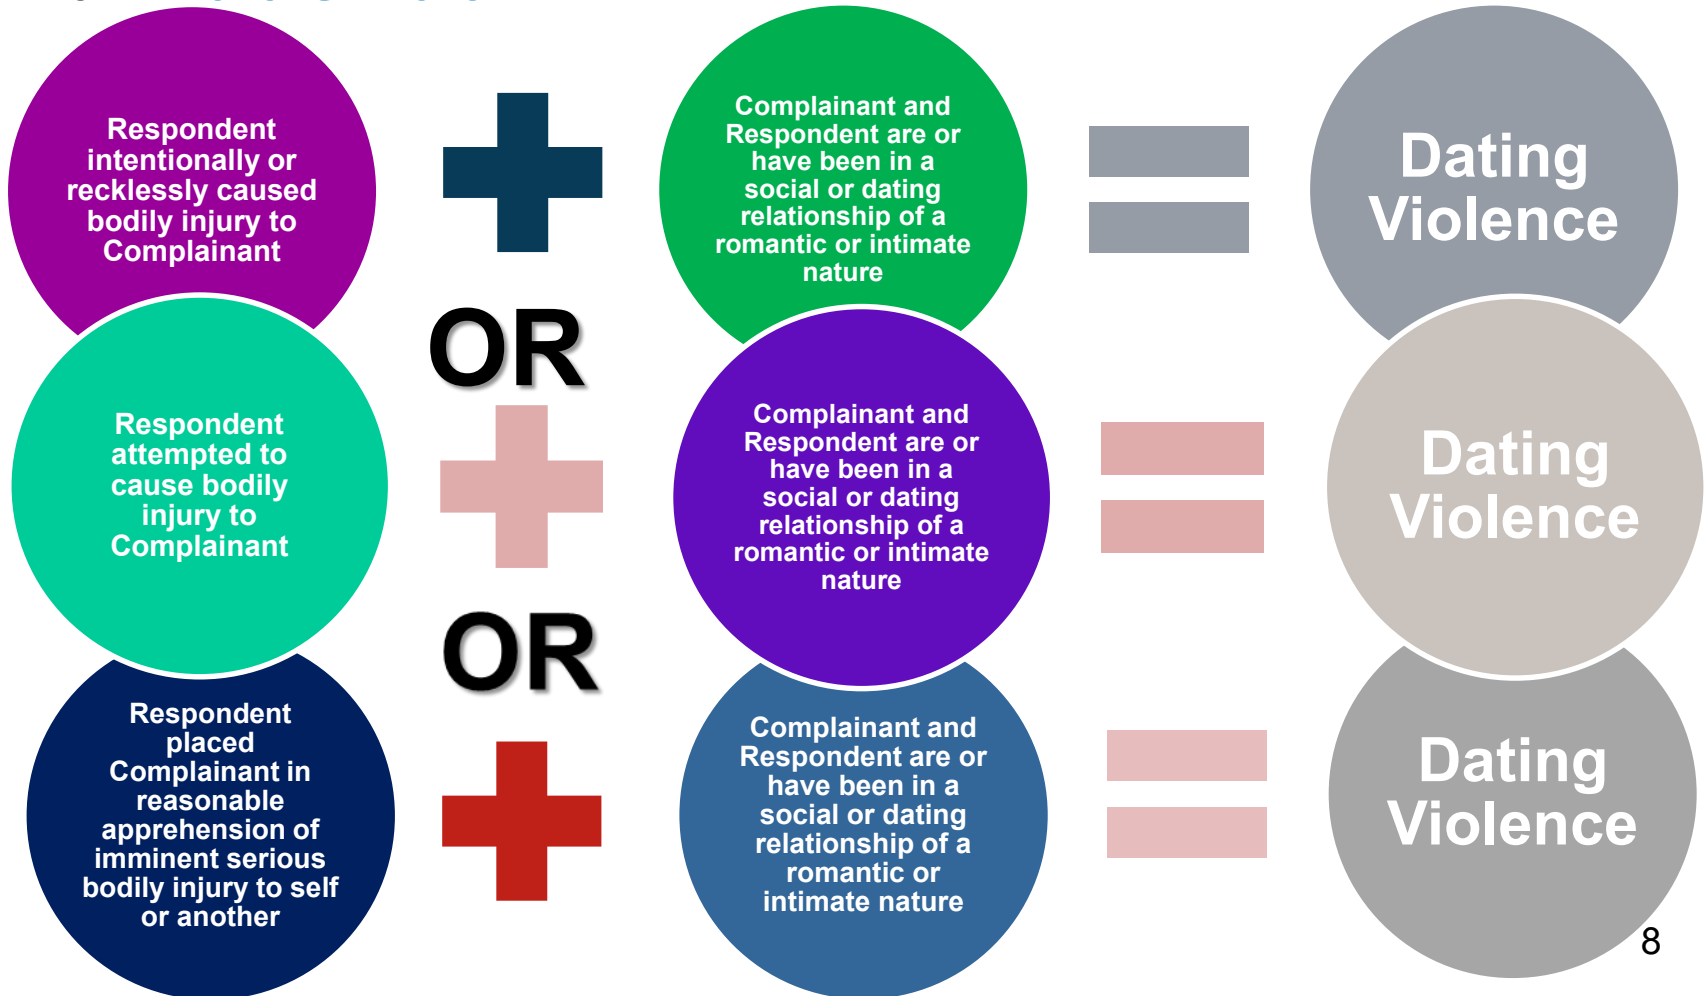 Respondent
intentionally or
recklessly caused
bodily injury to
Complainant
Complainant and
Respondent are or
have been in a
social or dating
relationship of a
romantic or intimate
nature
Dating
Violence
OR
Respondent
attempted to
cause bodily
injury to
Complainant
Complainant and
Respondent are or
have been in a
social or dating
relationship of a
romantic or intimate
nature
Dating
Violence
OR
Respondent
placed
Complainant in
reasonable
apprehension of
imminent serious
bodily injury to self
or another
Complainant and
Respondent are or
have been in a
social or dating
relationship of a
romantic or
intimate nature
Dating
Violence
8